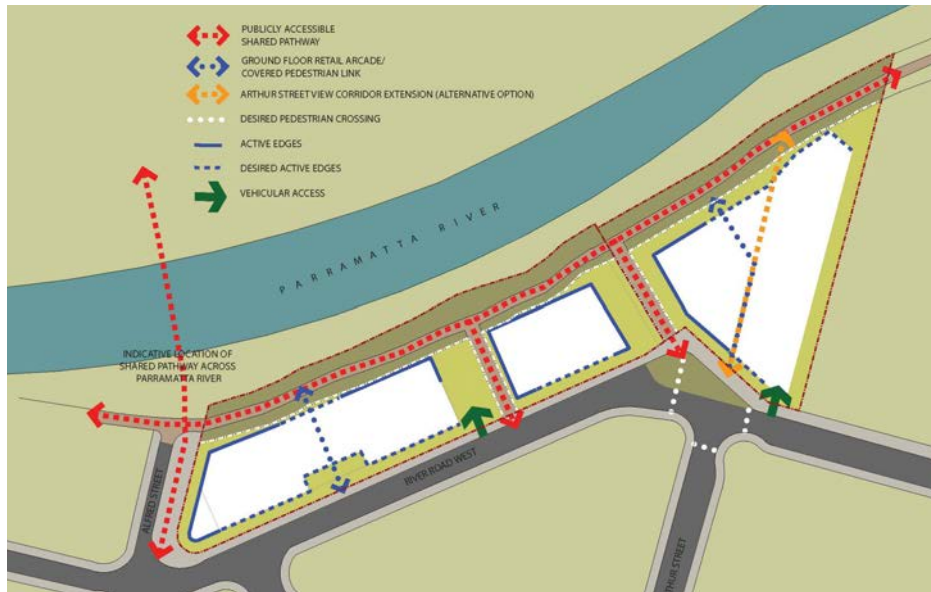 PUBLICLY ACCESSIBLE
SHARED PATHWAY
GROUND FLOOR RETAIL ARCADE/
COVERED PEDESTRIAN LINK
ARTHUR STREET VIEW CORRIDOR EXTENSION (ALTERNATIVE OPTION)
DESIRED PEDESTRIAN CROSSING
ACTIVE EDGES
DESIRED ACTIVE EDGES
VEHICULAR ACCESS
PARRAMATTA RIVER
INDICATIVE LOCATION OF
SHARED PATHWAY ACROSS
PARRAMATTA RIVER
ALFRED STREET
RIVER ROAD WEST
THUR STREET